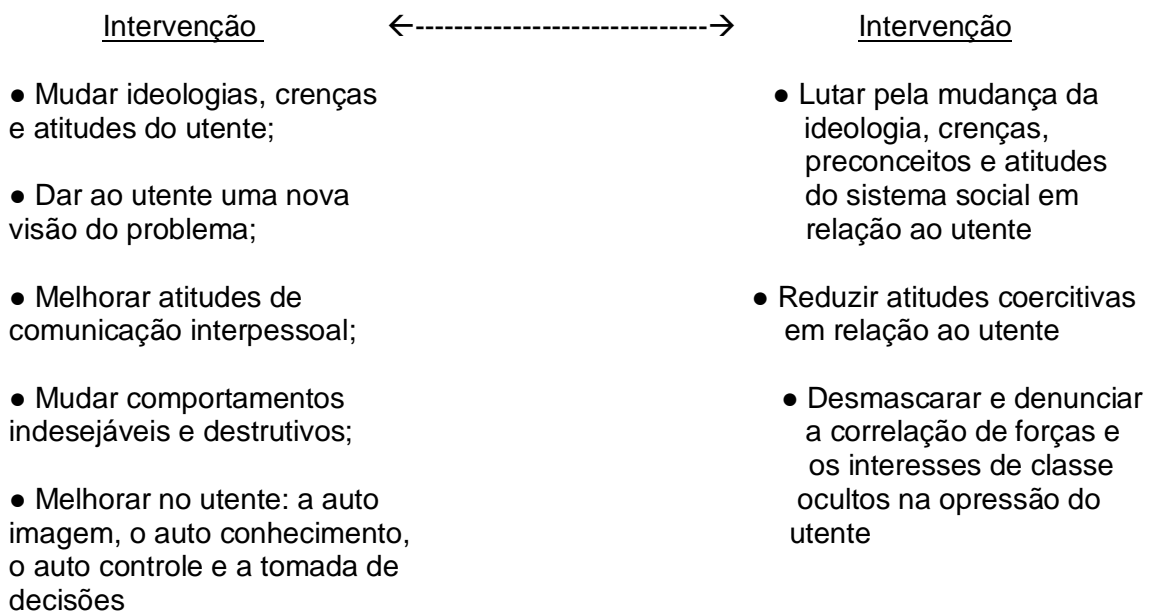 Intervenção ←----------------------------→ Intervenção
● Mudar ideologias, crenças
e atitudes do utente;
● Dar ao utente uma nova
visão do problema;
● Melhorar atitudes de
comunicação interpessoal;
● Mudar comportamentos
indesejáveis e destrutivos;
● Melhorar no utente: a auto
imagem, o auto conhecimento,
o auto controle e a tomada de
decisões
● Lutar pela mudança da
ideologia, crenças,
preconceitos e atitudes
do sistema social em
relação ao utente
● Reduzir atitudes coercitivas
em relação ao utente
● Desmascarar e denunciar
a correlação de forças e
os interesses de classe
ocultos na opressão do
utente